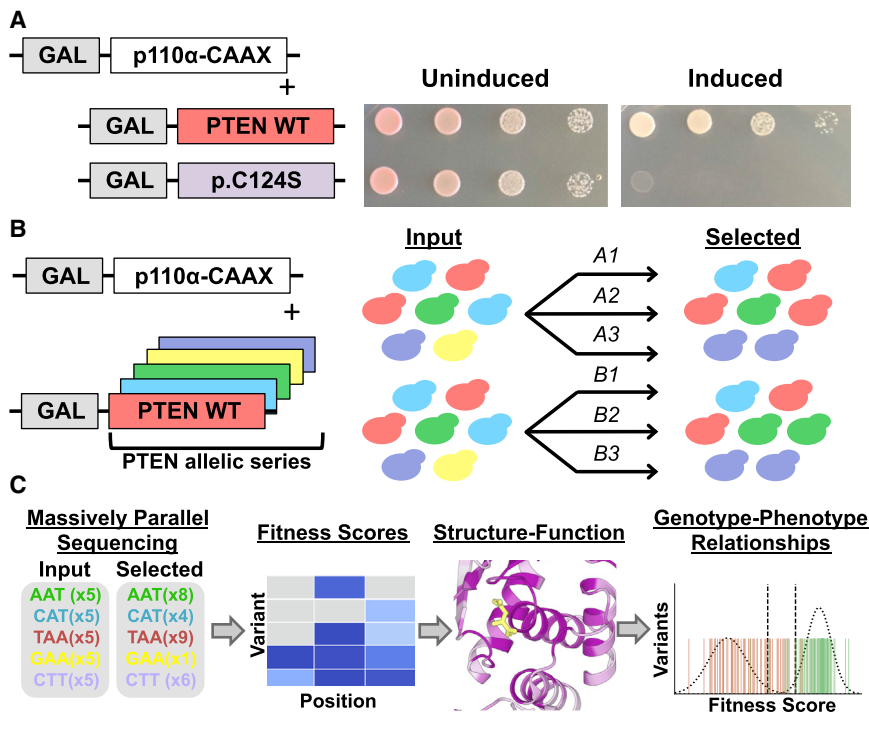 A
GAL
p110α-CAAX
+
GAL
PTEN WT
GAL
p.C124S
Uninduced
Induced
B
GAL
p110α-CAAX
+
GAL
PTEN WT
PTEN allelic series
Input
Selected
A1
A2
A3
B1
B2
B3
C
Massively Parallel
Sequencing
Input
Selected
AAT (x5)
AAT(x8)
CAT(x5)
CAT(x4)
TAA(x5)
TAA(x9)
GAA(x5)
GAA(x1)
CTT(x5)
CTT (x6)
Fitness Scores
Variant
Position
Structure-Function
Genotype-Phenotype
Relationships
Variants
Fitness Score